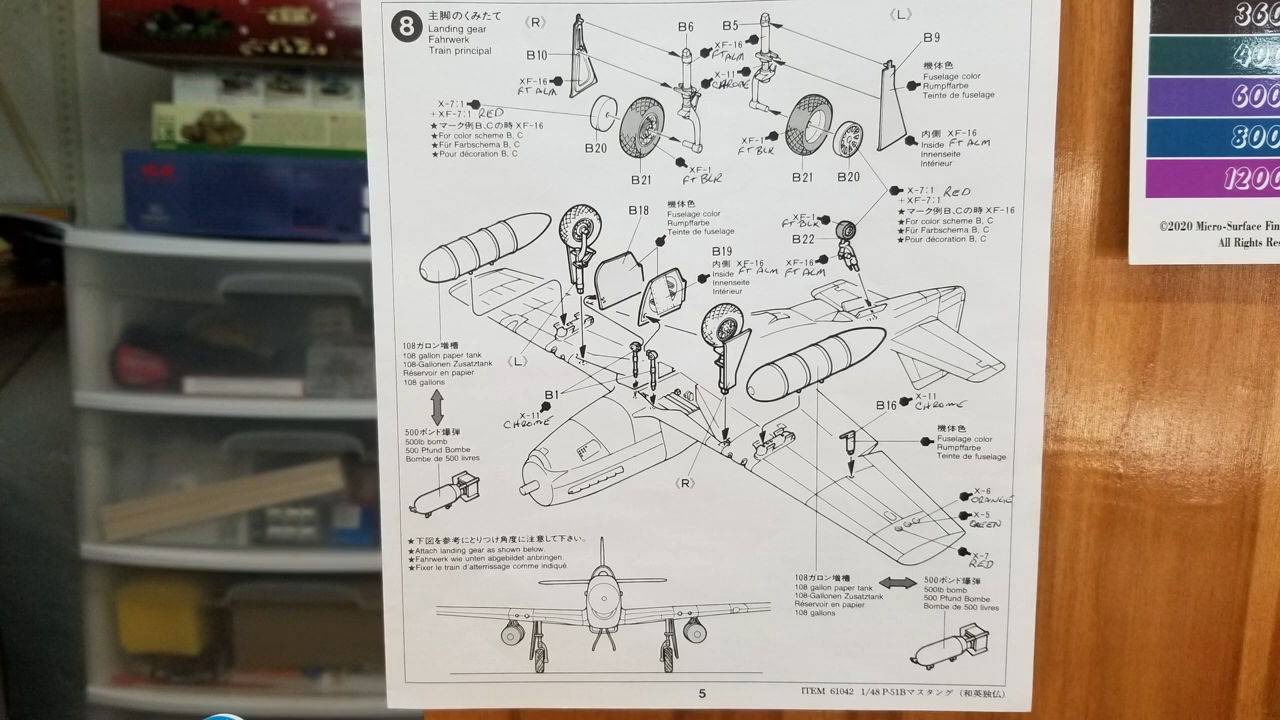 8
主脚のくみたて
Landing gear
Fahrwerk
Train principal
《R》
B10
XF-16
FT ALM
B6
B5
XF-16
FT ALM
X-11
CHROME
《L》
B9
機体色
Fuselage color
Rumpffarbe
Teinte de fuselage
X-7:1 RED
+XF-7:1
★マーク例B,Cの時 XF-16
★For color scheme B, C
★Für Farbschema B, C
★Pour décoration B, C
B20
B21
XF-1
FT BLR
XF-1
FT BLR
B21
B20
内側 XF-16
Inside FT ALM
Innenseite
Intérieur
X-7:1 RED
+XF-7:1
★マーク例B,Cの時 XF-16
★For color scheme B, C
★Für Farbschema B, C
★Pour décoration B, C
B18
機体色
Fuselage color
Rumpffarbe
Teinte de fuselage
B19
内側 XF-16
Inside FT ALM
Innenseite
Intérieur
XF-1
FT BLR
B22
XF-16
FT ALM
108ガロン増槽
108 gallon paper tank
108-Gallonen Zusatztank
Réservoir en papier
108 gallons
《L》
B1
X-11
CHROME
B16
X-11
CHROME
500ポンド爆弾
500lb bomb
500 Pfund Bombe
Bombe de 500 livres
機体色
Fuselage color
Rumpffarbe
Teinte de fuselage
《R》
X-6
ORANGE
X-5
GREEN
X-7
RED
★下図を参考にとりつけ角度に注意して下さい。
★Attach landing gear as shown below.
★Fahrwerk wie unten abgebildet anbringen.
★Fixer le train d'atterrissage comme indiqué.
108ガロン増槽
108 gallon paper tank
108-Gallonen Zusatztank
Réservoir en papier
108 gallons
500ポンド爆弾
500lb bomb
500 Pfund Bombe
Bombe de 500 livres
5
ITEM 61042 1/48 P-51Bマスタング (和英独仏)
600
800
©2020 Micro-Surface
All Rights